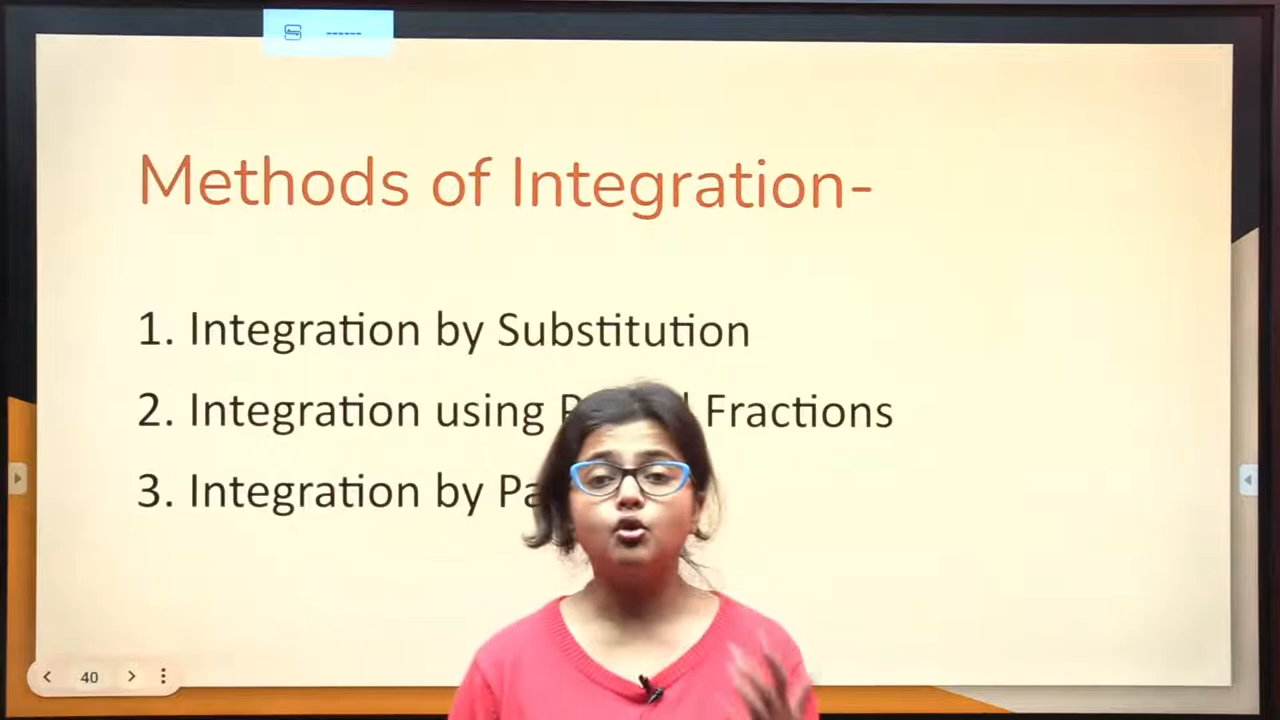 Methods of Integration-
1. Integration by Substitution
2. Integration using Fractions
3. Integration by
40